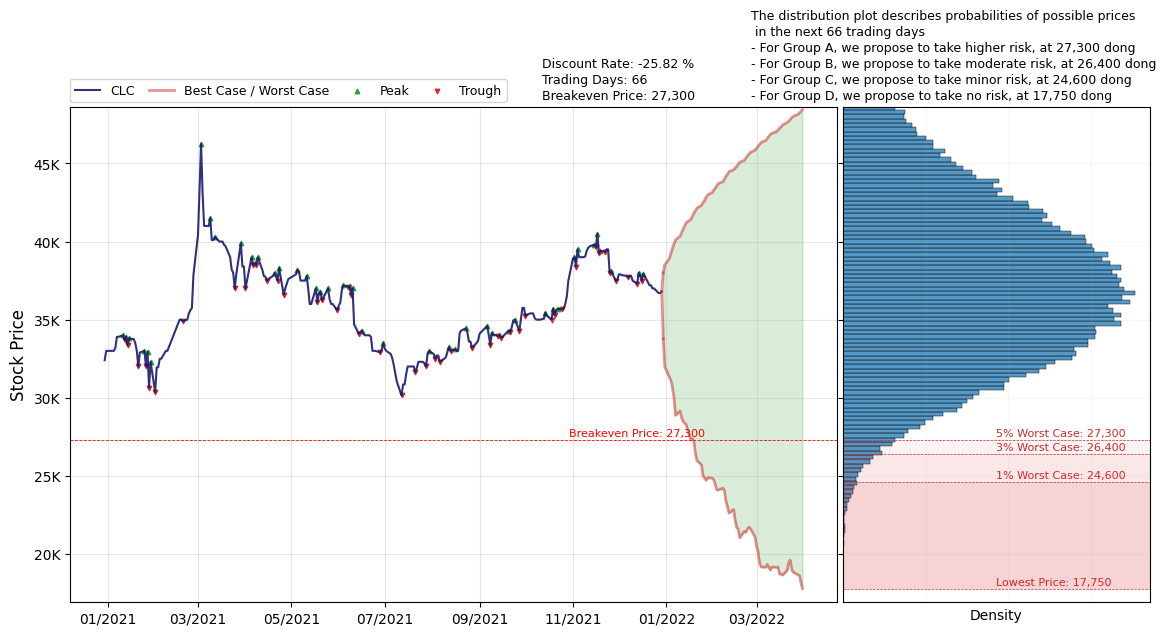 The distribution plot describes probabilities of possible prices
in the next 66 trading days
- For Group A, we propose to take higher risk, at 27,300 dong
- For Group B, we propose to take moderate risk, at 26,400 dong
- For Group C, we propose to take minor risk, at 24,600 dong
- For Group D, we propose to take no risk, at 17,750 dong
Discount Rate: -25.82 %
Trading Days: 66
Breakeven Price: 27,300
CLC
Best Case / Worst Case
Peak
Trough
Stock Price
45K
40K
35K
30K
25K
20K
Breakeven Price: 27,300
5% Worst Case: 27,300
3% Worst Case: 26,400
1% Worst Case: 24,600
Lowest Price: 17,750
01/2021
03/2021
05/2021
07/2021
09/2021
11/2021
01/2022
03/2022
Density